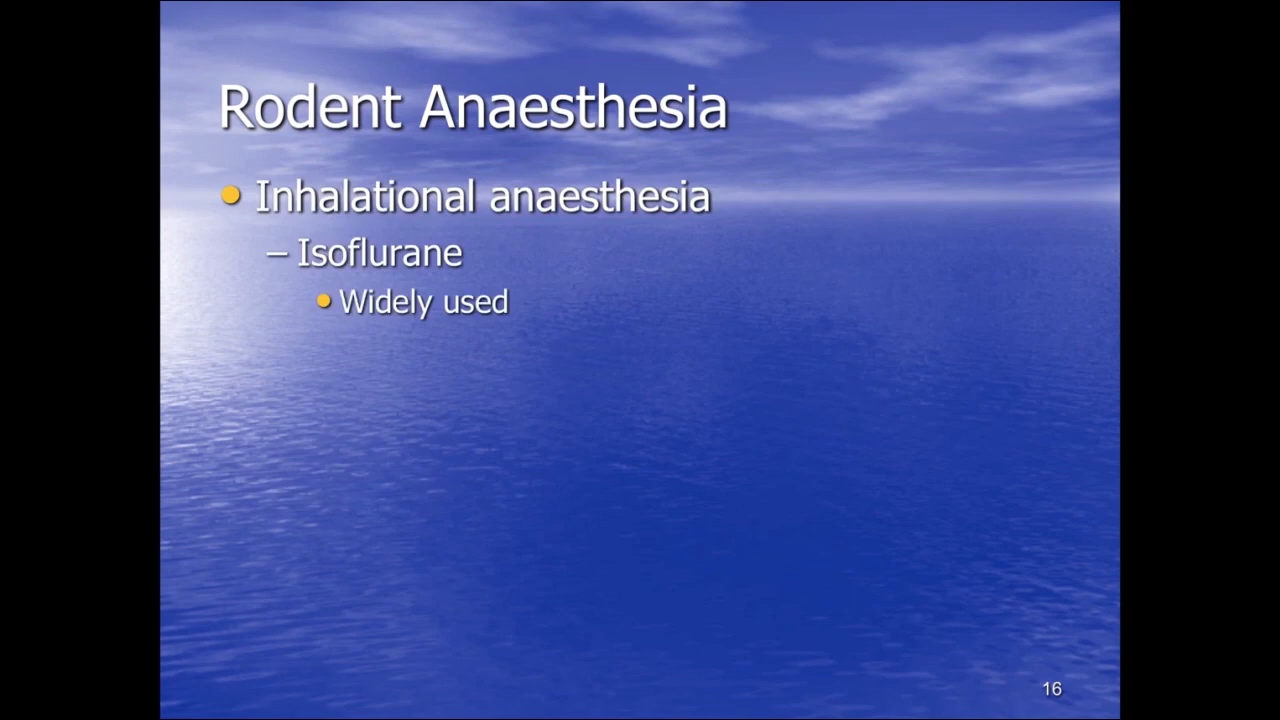 Rodent Anaesthesia
• Inhalational anaesthesia
– Isoflurane
• Widely used
16